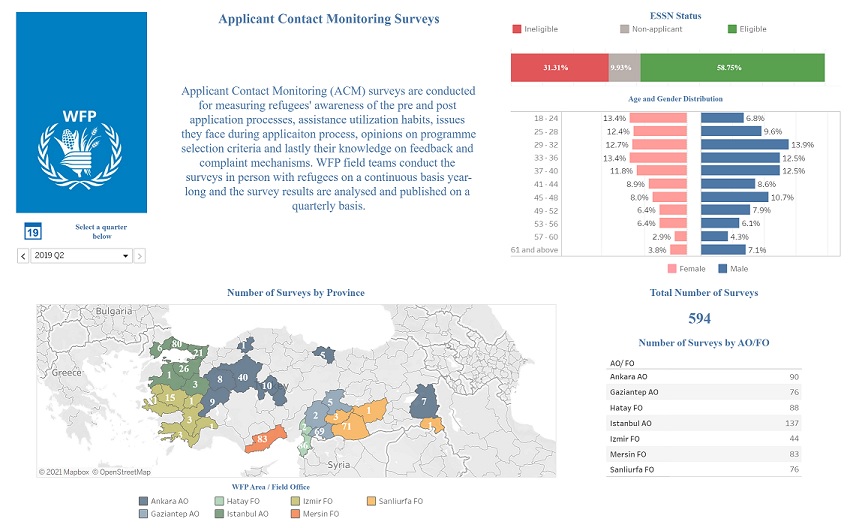 Applicant Contact Monitoring Surveys
WFP
Applicant Contact Monitoring (ACM) surveys are conducted
for measuring refugees' awareness of the pre and post
application processes, assistance utilization habits, issues
they face during applicaiton process, opinions on programme
selection criteria and lastly their knowledge on feedback and
complaint mechanisms. WFP field teams conduct the
surveys in person with refugees on a continuous basis year-
long and the survey results are analysed and published on a
quarterly basis.
19
Select a quarter
below
2019 Q2
ESSN Status
Ineligible Non-applicant Eligible
31.31% 9.93% 58.75%
Age and Gender Distribution
18 - 24 13.4% 6.8%
25 - 28 12.4% 9.6%
29 - 32 12.7% 13.9%
33 - 36 13.4% 12.5%
37 - 40 11.8% 12.5%
41 - 44 8.9% 8.6%
45 - 48 8.0% 10.7%
49 - 52 6.4% 7.9%
53 - 56 6.4% 6.1%
57 - 60 2.9% 4.3%
61 and above 3.8% 7.1%
Female Male
Number of Surveys by Province
Bulgaria
Greece
Syria
6 80 21
26
3
15 1
3
8 40 10
9
5
5
2 3 1
69 71
7
1
83
© 2021 Mapbox © OpenStreetMap
WFP Area / Field Office
Ankara AO Hatay FO Izmir FO Sanliurfa FO
Gaziantep AO Istanbul AO Mersin FO
Total Number of Surveys
594
Number of Surveys by AO/FO
AO/ FO
Ankara AO 90
Gaziantep AO 76
Hatay FO 88
Istanbul AO 137
Izmir FO 44
Mersin FO 83
Sanliurfa FO 76